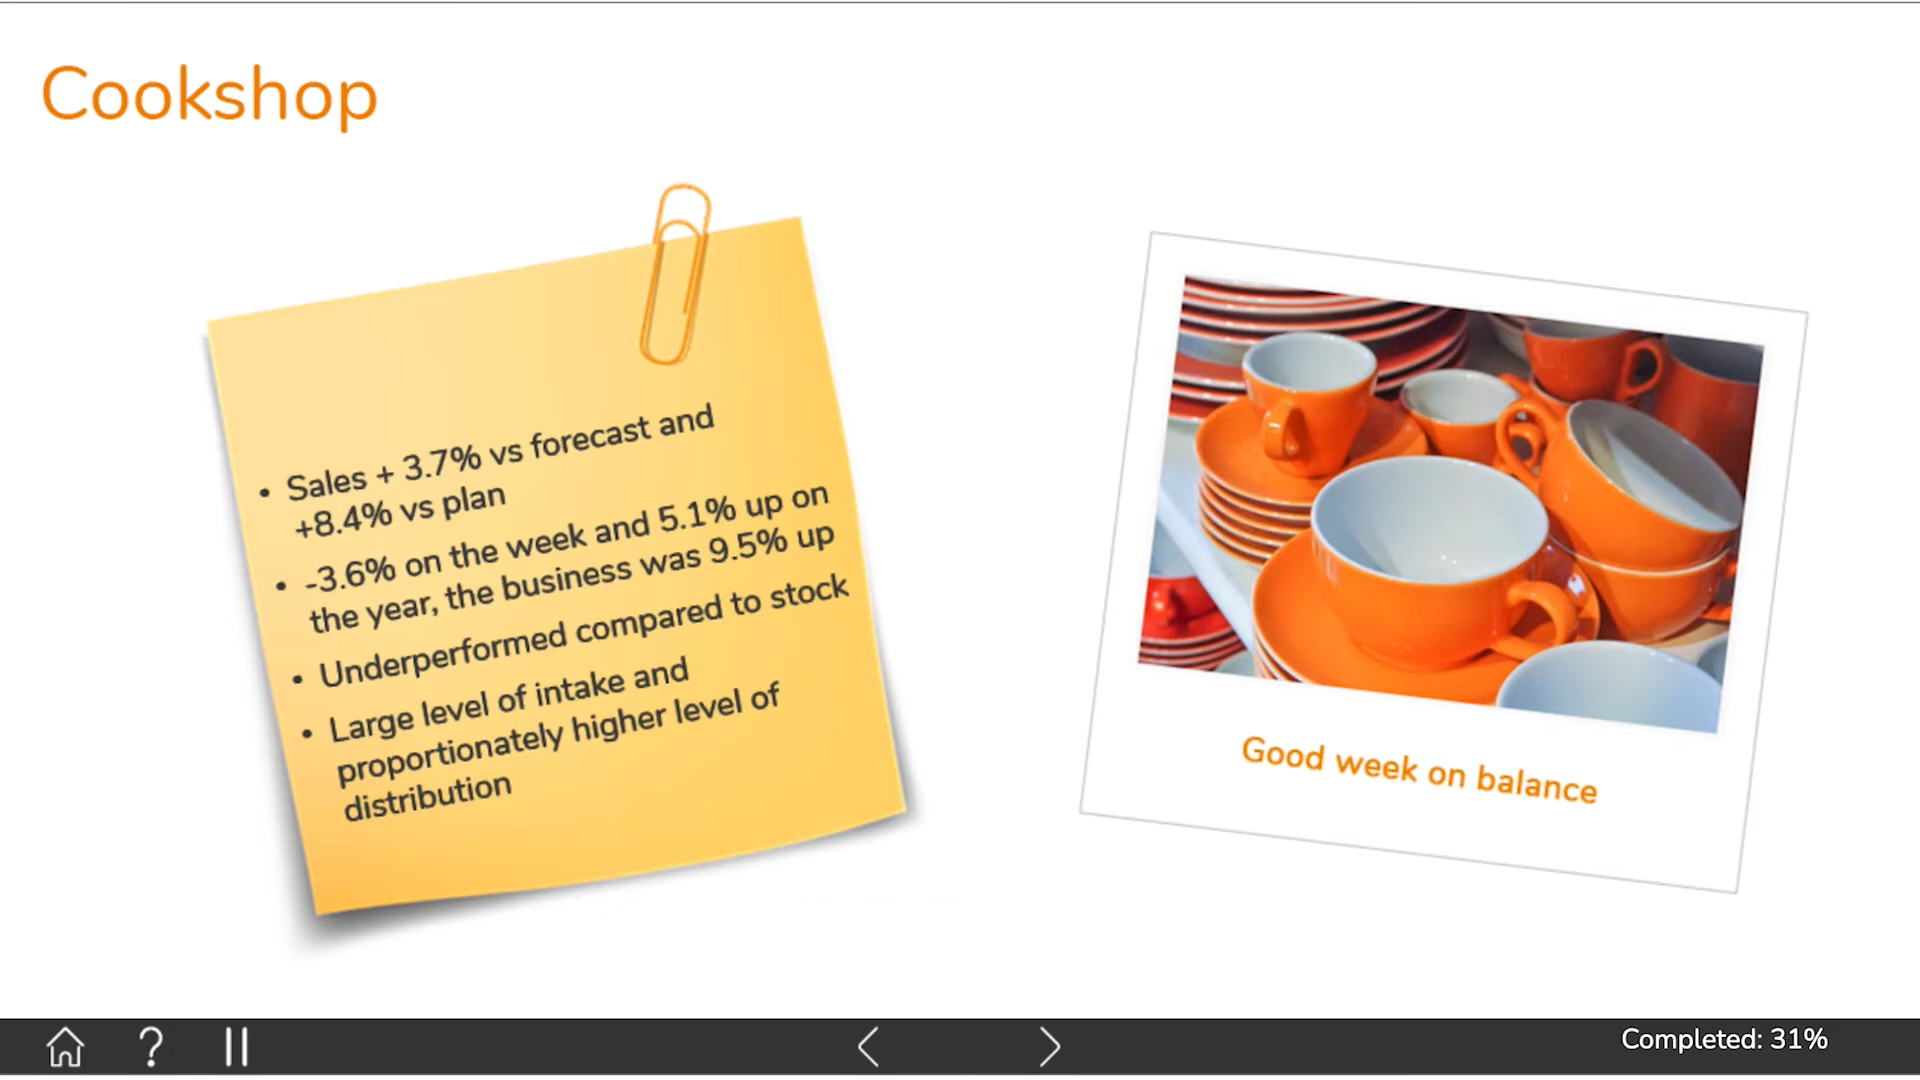 Cookshop
• Sales + 3.7% vs forecast and
+8.4% vs plan
• -3.6% on the week and 5.1% up on
the year, the business was 9.5% up
• Underperformed compared to stock
• Large level of intake and
proportionately higher level of
distribution
Good week on balance
?
Completed: 31%